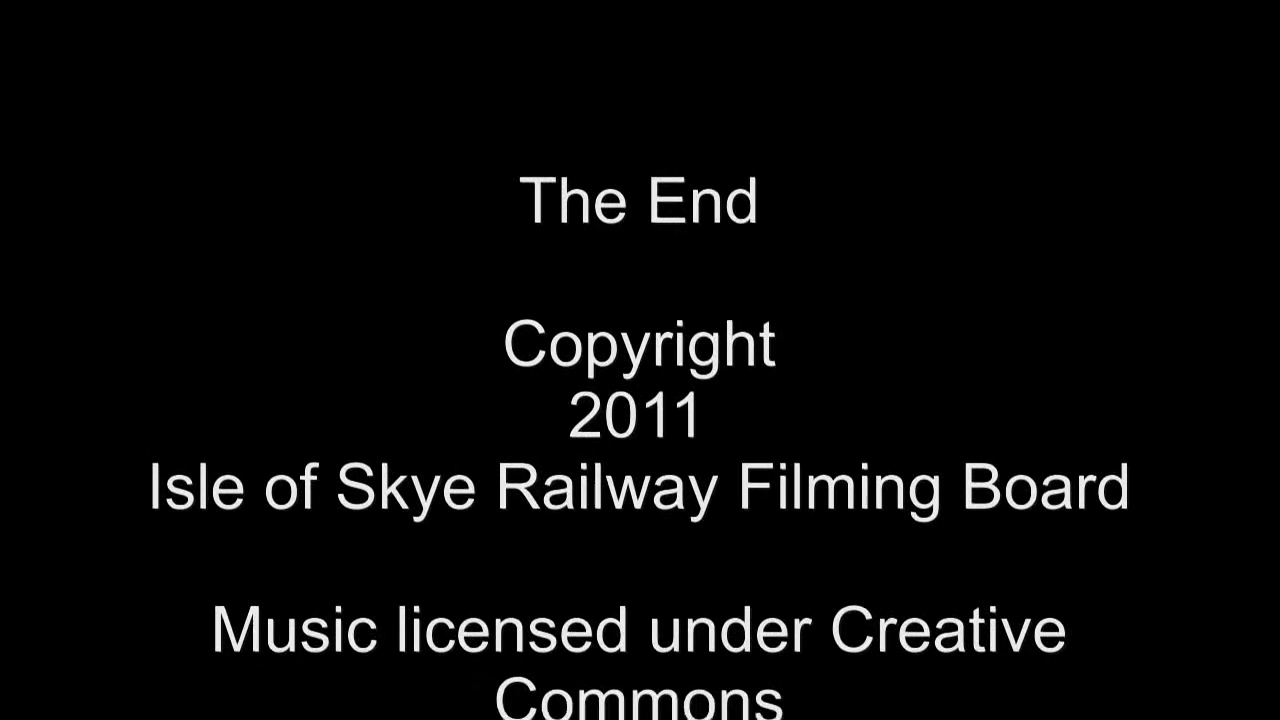 The End
Copyright
2011
Isle of Skye Railway Filming Board
Music licensed under Creative
Commons